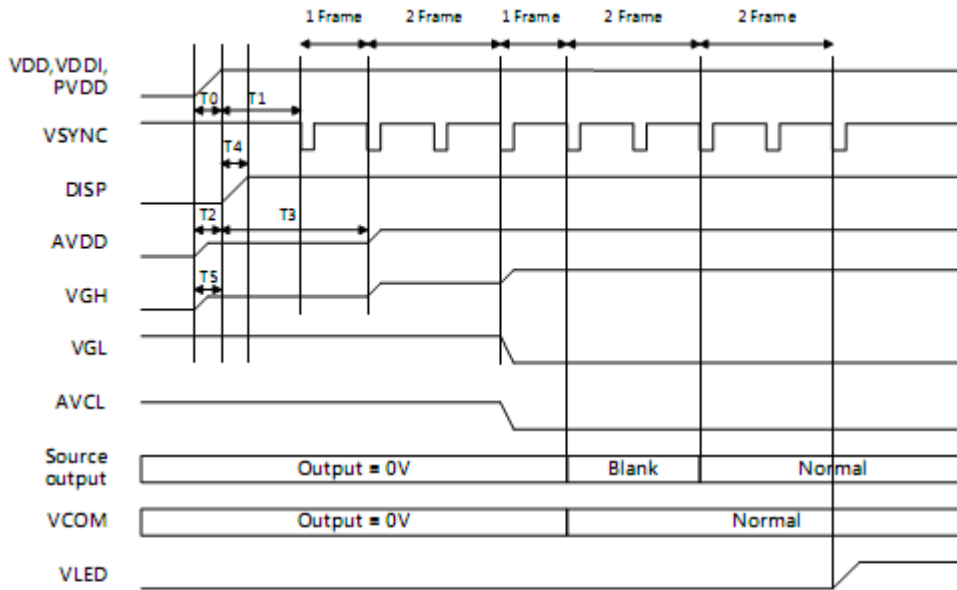 1 Frame 2 Frame 1 Frame 2 Frame 2 Frame
VDD,VDDI,
PVDD
T0 T1
VSYNC
T4
DISP
T2 T3
AVDD
T5
VGH
VGL
AVCL
Source
output
Output = 0V Blank Normal
VCOM Output = 0V Normal
VLED